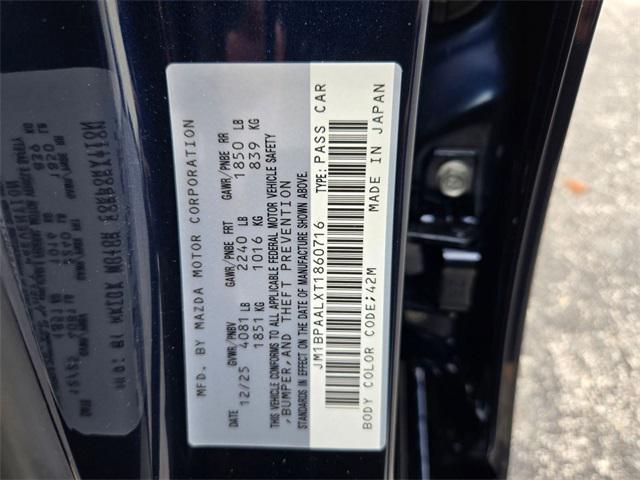 MFD. BY MAZDA MOTOR CORPORATION
DATE GVWR/PNBV GAWR/PNBE FRT GAWR/PNBE RR
12/25 4081 LB 2240 LB 1850 LB
1851 KG 1016 KG 839 KG
THIS VEHICLE CONFORMS TO ALL APPLICABLE FEDERAL MOTOR VEHICLE SAFETY
, BUMPER, AND THEFT PREVENTION
STANDARDS IN EFFECT ON THE DATE OF MANUFACTURE SHOWN ABOVE.
JM1BPAALXT1860716 TYPE: PASS CAR
BODY COLOR CODE;42M MADE IN JAPAN